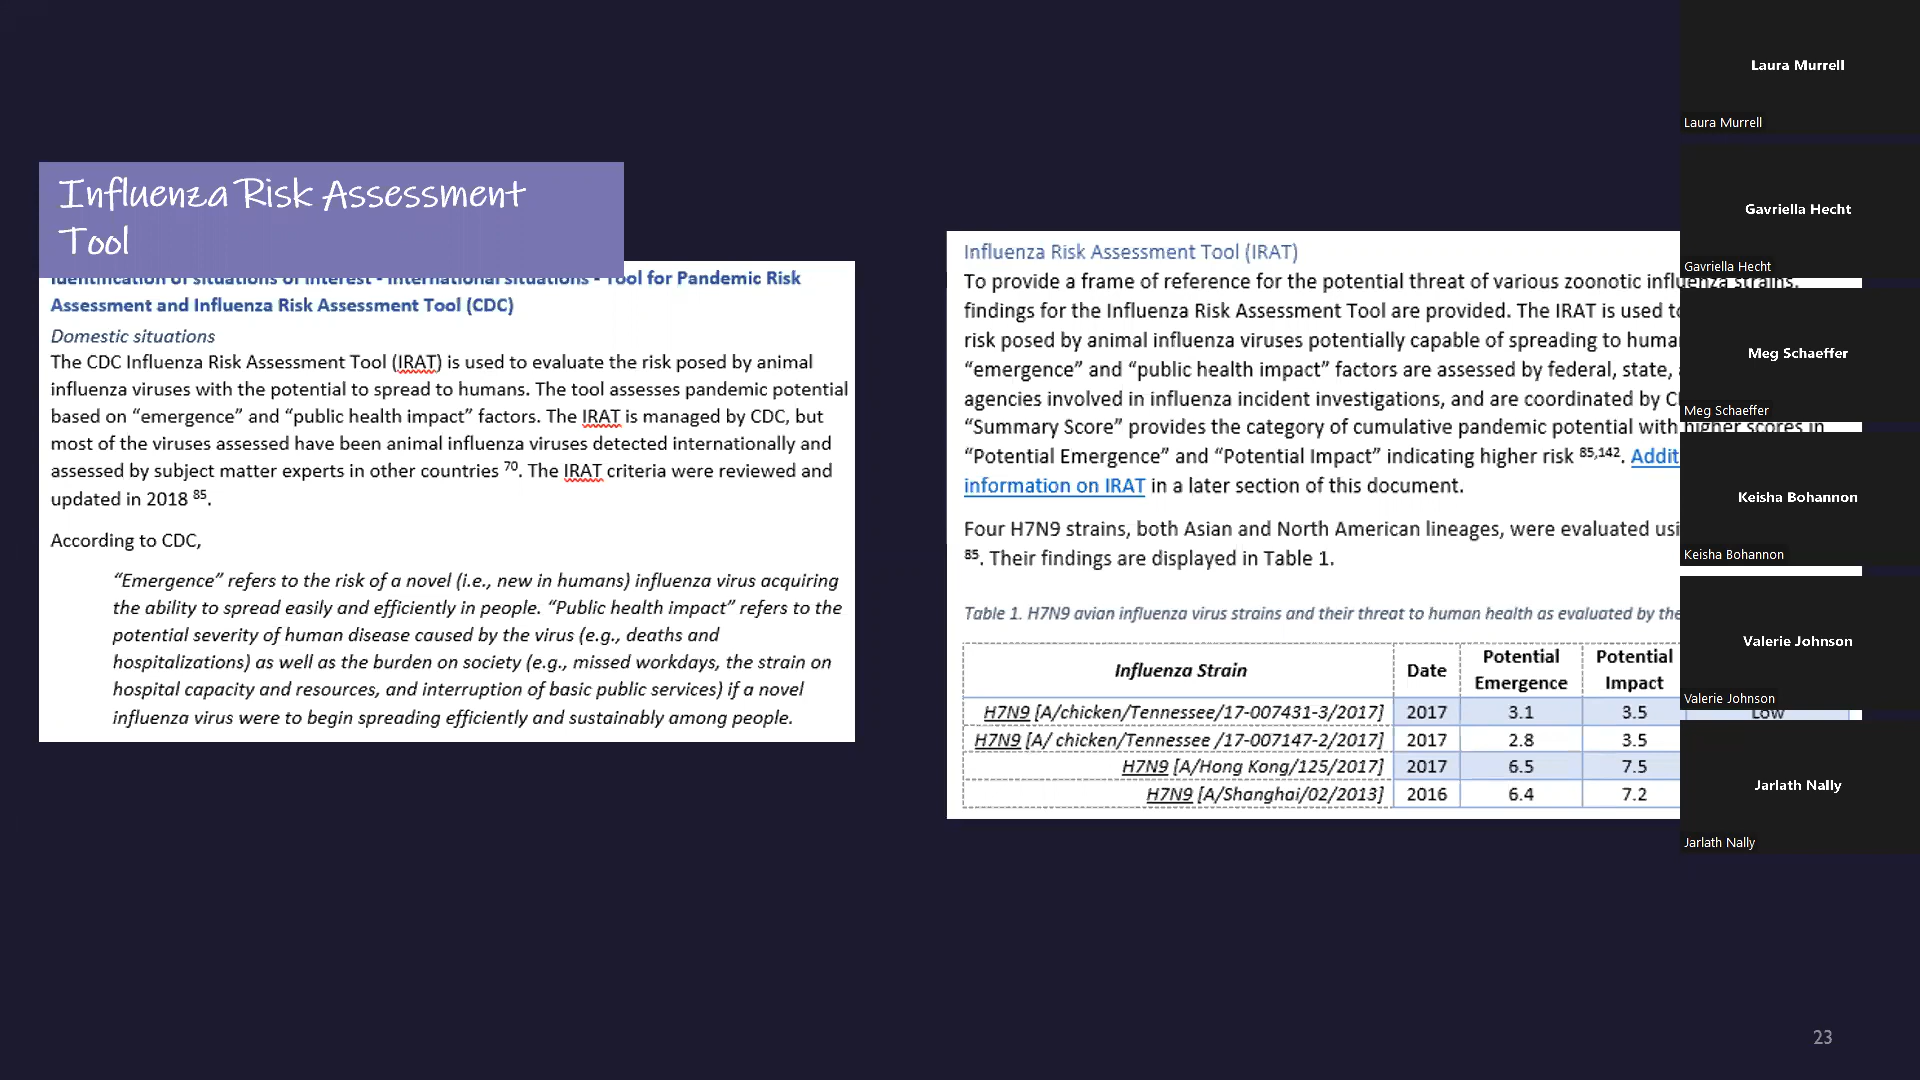 Influenza Risk Assessment
Tool
Identification of situations of interest - International situations - Tool for Pandemic Risk
Assessment and Influenza Risk Assessment Tool (CDC)
Domestic situations
The CDC Influenza Risk Assessment Tool (IRAT) is used to evaluate the risk posed by animal
influenza viruses with the potential to spread to humans. The tool assesses pandemic potential
based on “emergence” and “public health impact” factors. The IRAT is managed by CDC, but
most of the viruses assessed have been animal influenza viruses detected internationally and
assessed by subject matter experts in other countries 70. The IRAT criteria were reviewed and
updated in 2018 85.
According to CDC,
“Emergence” refers to the risk of a novel (i.e., new in humans) influenza virus acquiring
the ability to spread easily and efficiently in people. “Public health impact” refers to the
potential severity of human disease caused by the virus (e.g., deaths and
hospitalizations) as well as the burden on society (e.g., missed workdays, the strain on
hospital capacity and resources, and interruption of basic public services) if a novel
influenza virus were to begin spreading efficiently and sustainably among people.
Influenza Risk Assessment Tool (IRAT)
To provide a frame of reference for the potential threat of various zoonotic influenza strains,
findings for the Influenza Risk Assessment Tool are provided. The IRAT is used
risk posed by animal influenza viruses potentially capable of spreading to
“emergence” and “public health impact” factors are assessed by federal, state,
agencies involved in influenza incident investigations, and are coordinated by
“Summary Score” provides the category of cumulative pandemic potential with higher scores in
“Potential Emergence” and “Potential Impact” indicating higher risk 85,142.
information on IRAT in a later section of this document.
Four H7N9 strains, both Asian and North American lineages, were evaluated
85. Their findings are displayed in Table 1.
Table 1. H7N9 avian influenza virus strains and their threat to human health as evaluated by the
Influenza Strain Date Potential Emergence Potential Impact
H7N9 [A/chicken/Tennessee/17-007431-3/2017] 2017 3.1 3.5 Low
H7N9 [A/ chicken/Tennessee /17-007147-2/2017] 2017 2.8 3.5
H7N9 [A/Hong Kong/125/2017] 2017 6.5 7.5
H7N9 [A/Shanghai/02/2013] 2016 6.4 7.2
Laura Murrell
Laura Murrell
Gavriella Hecht
Gavriella Hecht
Meg Schaeffer
Meg Schaeffer
Keisha Bohannon
Keisha Bohannon
Valerie Johnson
Valerie Johnson
Jarlath Nally
Jarlath Nally
23